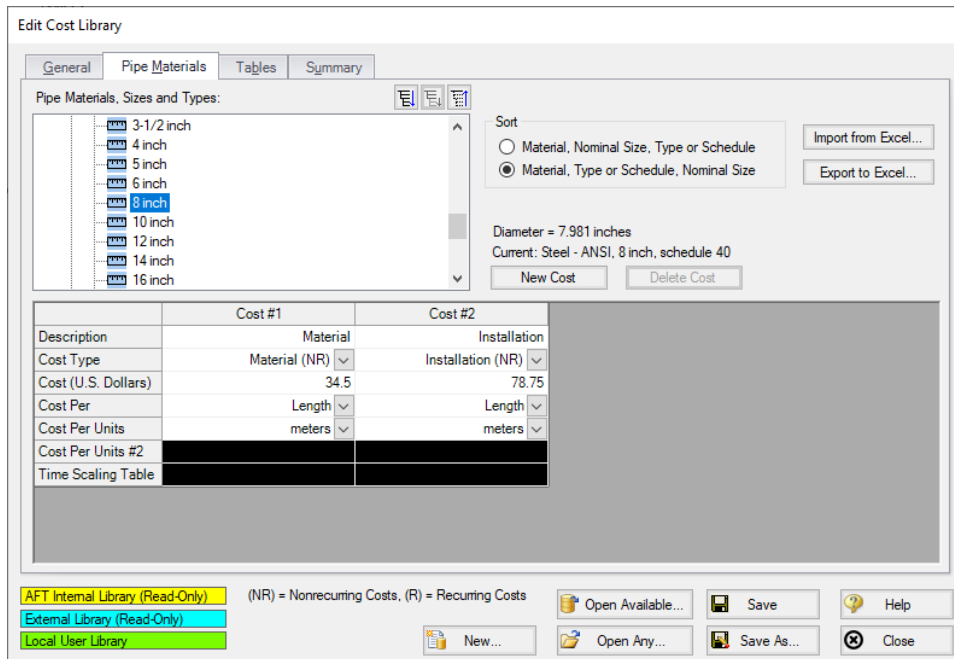 Edit Cost Library
General Pipe Materials Tables Summary
Pipe Materials, Sizes and Types:
3-1/2 inch
4 inch
5 inch
6 inch
8 inch
10 inch
12 inch
14 inch
16 inch
Sort
Material, Nominal Size, Type or Schedule
Material, Type or Schedule, Nominal Size
Import from Excel...
Export to Excel...
Diameter = 7.981 inches
Current: Steel - ANSI, 8 inch, schedule 40
New Cost Delete Cost
Cost #1 Cost #2
Description Material Installation
Cost Type Material (NR) Installation (NR)
Cost (U.S. Dollars) 34.5 78.75
Cost Per Length Length
Cost Per Units meters meters
Cost Per Units #2
Time Scaling Table
AFT Internal Library (Read-Only)
External Library (Read-Only)
Local User Library
(NR) = Nonrecurring Costs, (R) = Recurring Costs
Open Available... Save Help
New... Open Any... Save As... Close